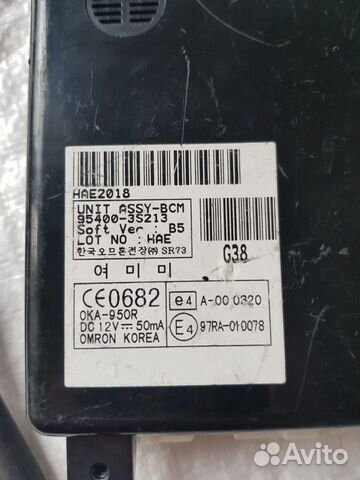 HAE2018
UNIT ASSY-BCM
95400-3S213
Soft Ver : B5
LOT NO : HAE
한국오므론전장㈜ SR73
G38
여미미
CE0682
OKA-950R
DC 12V 50mA
OMRON KOREA
e4 A-00 0320
E4 97RA-010078
Avito